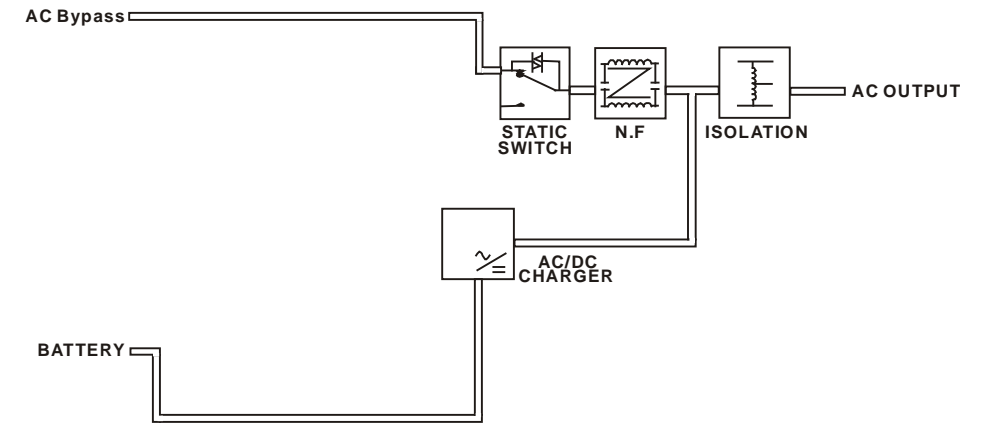 AC Bypass
STATIC
SWITCH
N.F
ISOLATION
AC OUTPUT
AC/DC
CHARGER
BATTERY